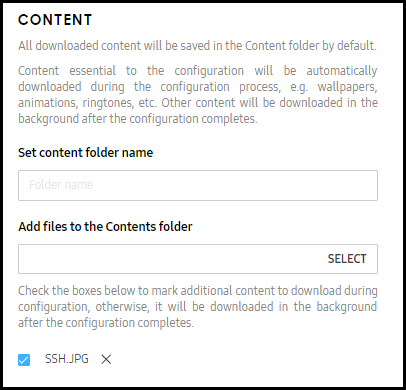 CONTENT
All downloaded content will be saved in the Content folder by default.
Content essential to the configuration will be automatically
downloaded during the configuration process, e.g. wallpapers,
animations, ringtones, etc. Other content will be downloaded in the
background after the configuration completes.
Set content folder name
Folder name
Add files to the Contents folder
SELECT
Check the boxes below to mark additional content to download during
configuration, otherwise, it will be downloaded in the background
after the configuration completes.
SSH.JPG